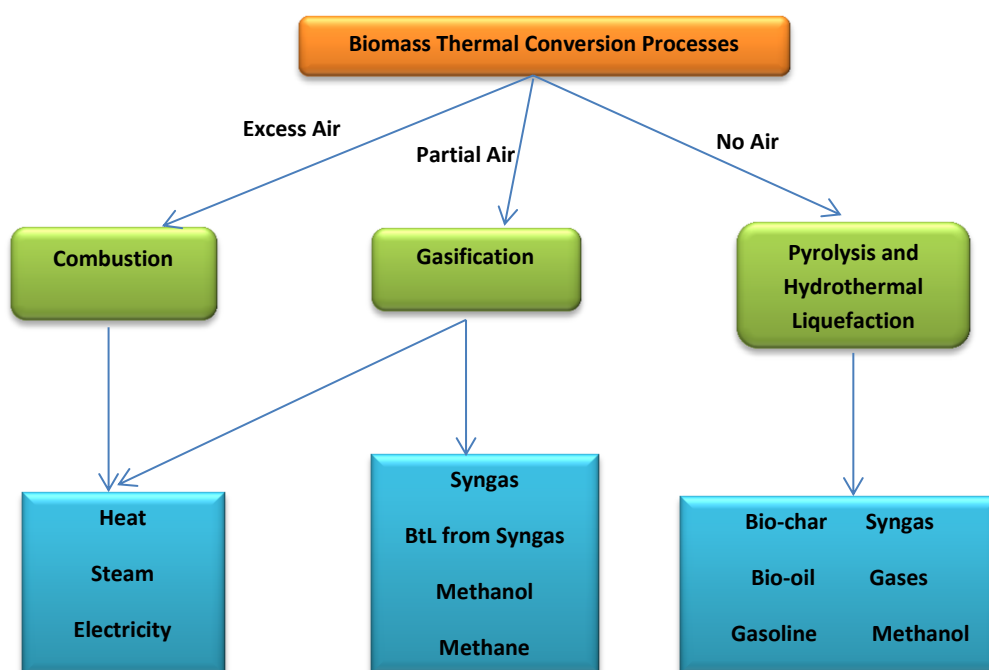 Biomass Thermal Conversion Processes
Excess Air
Partial Air
No Air
Combustion
Gasification
Pyrolysis and
Hydrothermal
Liquefaction
Heat
Steam
Electricity
Syngas
BtL from Syngas
Methanol
Methane
Bio-char Syngas
Bio-oil Gases
Gasoline Methanol